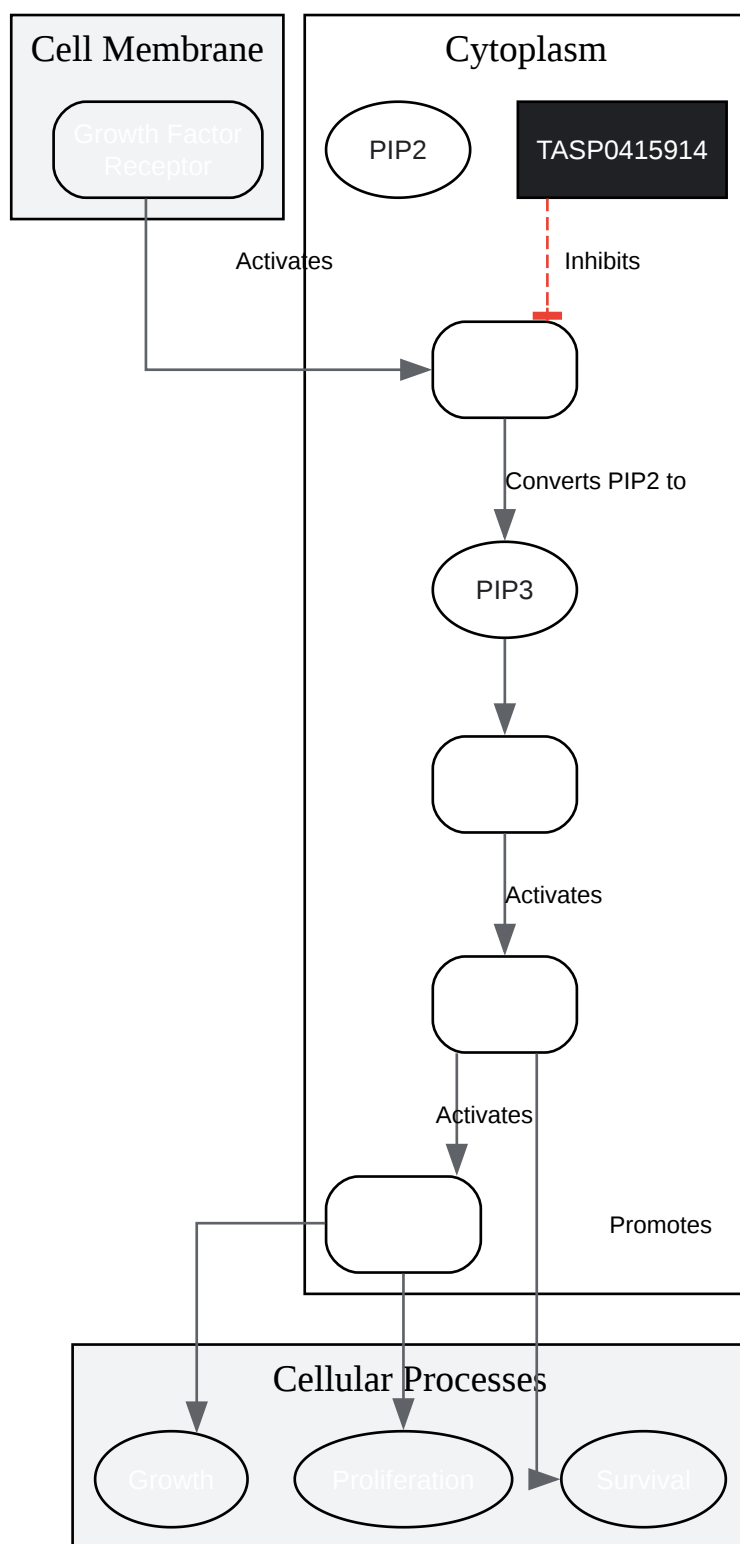 Cell Membrane
Cytoplasm
Growth Factor
Receptor
PIP2
TASP0415914
Activates
Inhibits
Converts PIP2 to
PIP3
Activates
Activates
Promotes
Cellular Processes
Growth
Proliferation
Survival